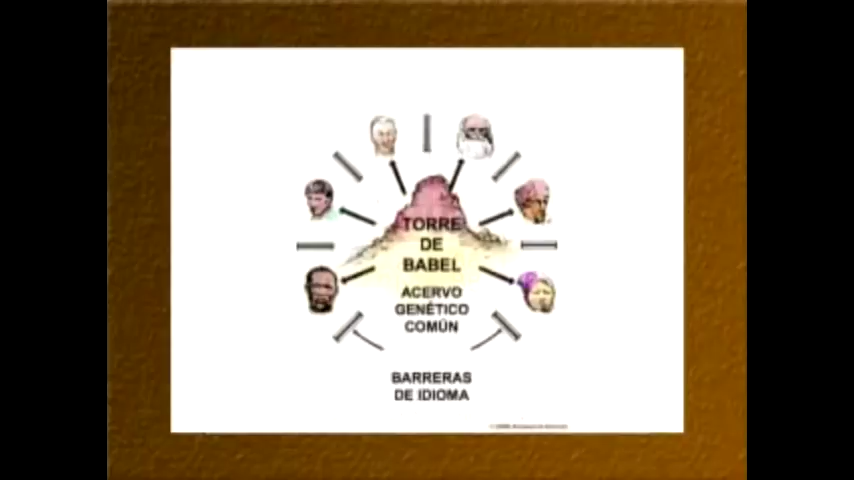 TORRE
DE
BABEL
ACERVO
GENÉTICO
COMÚN
BARRERAS
DE IDIOMA